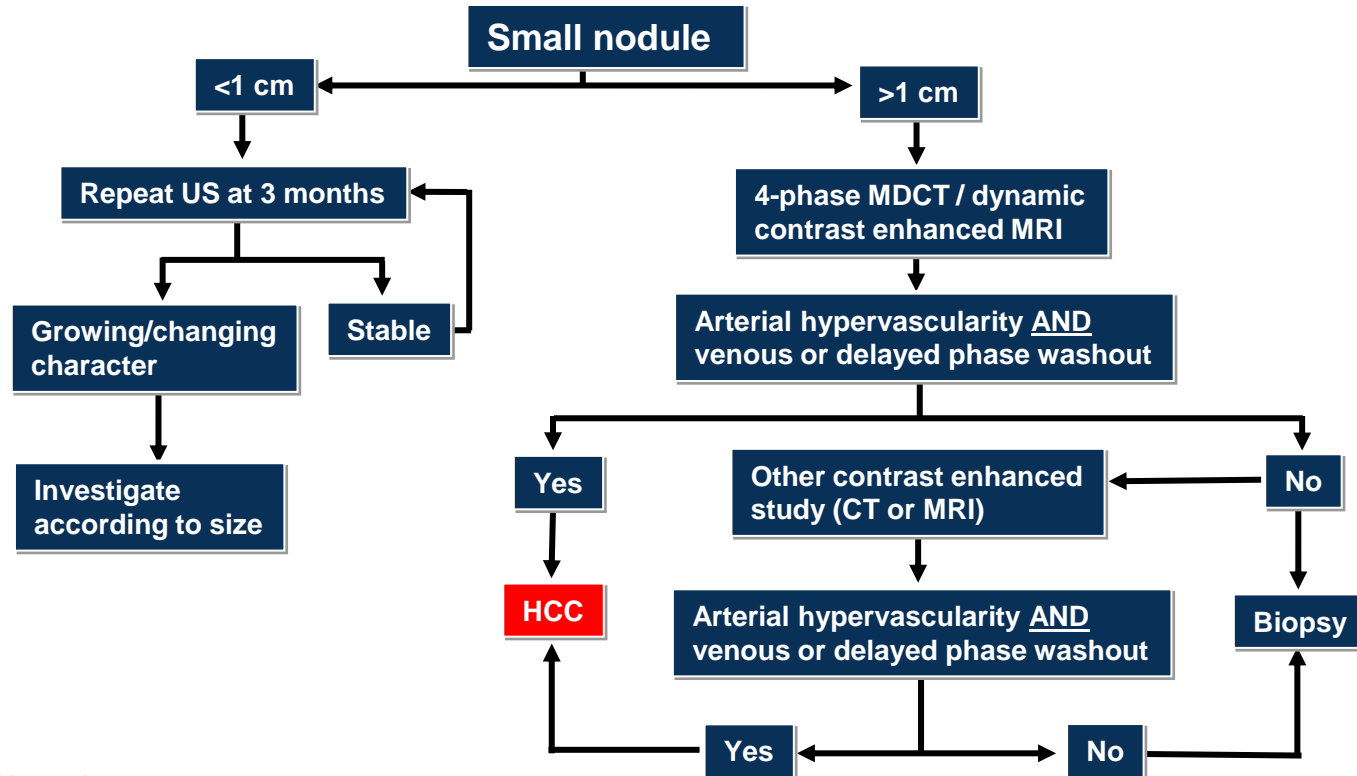 Small nodule
<1 cm
>1 cm
Repeat US at 3 months
4-phase MDCT / dynamic
contrast enhanced MRI
Growing/changing
character
Stable
Arterial hypervascularity AND
venous or delayed phase washout
Investigate
according to size
Yes
Other contrast enhanced
study (CT or MRI)
No
HCC
Arterial hypervascularity AND
venous or delayed phase washout
Biopsy
Yes
No